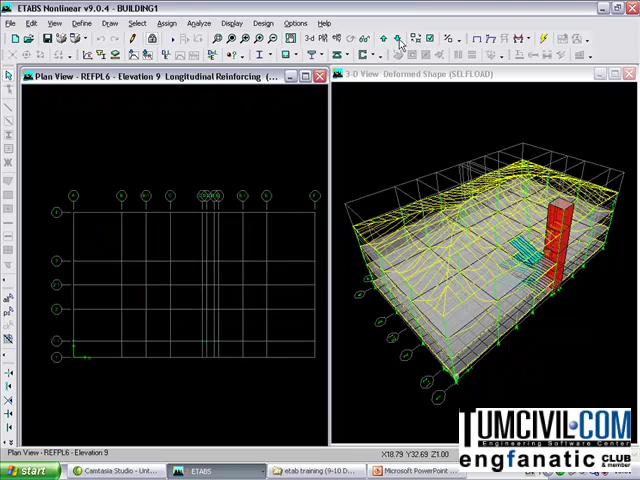 ETABS Nonlinear v9.0.4 - BUILDING1
File Edit View Define Draw Select Assign Analyze Display Design Options Help
3-d
Plan View - REFPL6 - Elevation 9 Longitudinal Reinforcing (...
3-D View Deformed Shape (SELFLOAD)
TUMCIVIL.COM
Engineering Software Center
engfanatic CLUB & MEMBER
Plan View - REFPL6 - Elevation 9
X18.79 Y32.69 Z1.00
start
Camtasia Studio - Unt...
ETABS
etab training (9-10 D...
Microsoft PowerPoint ...